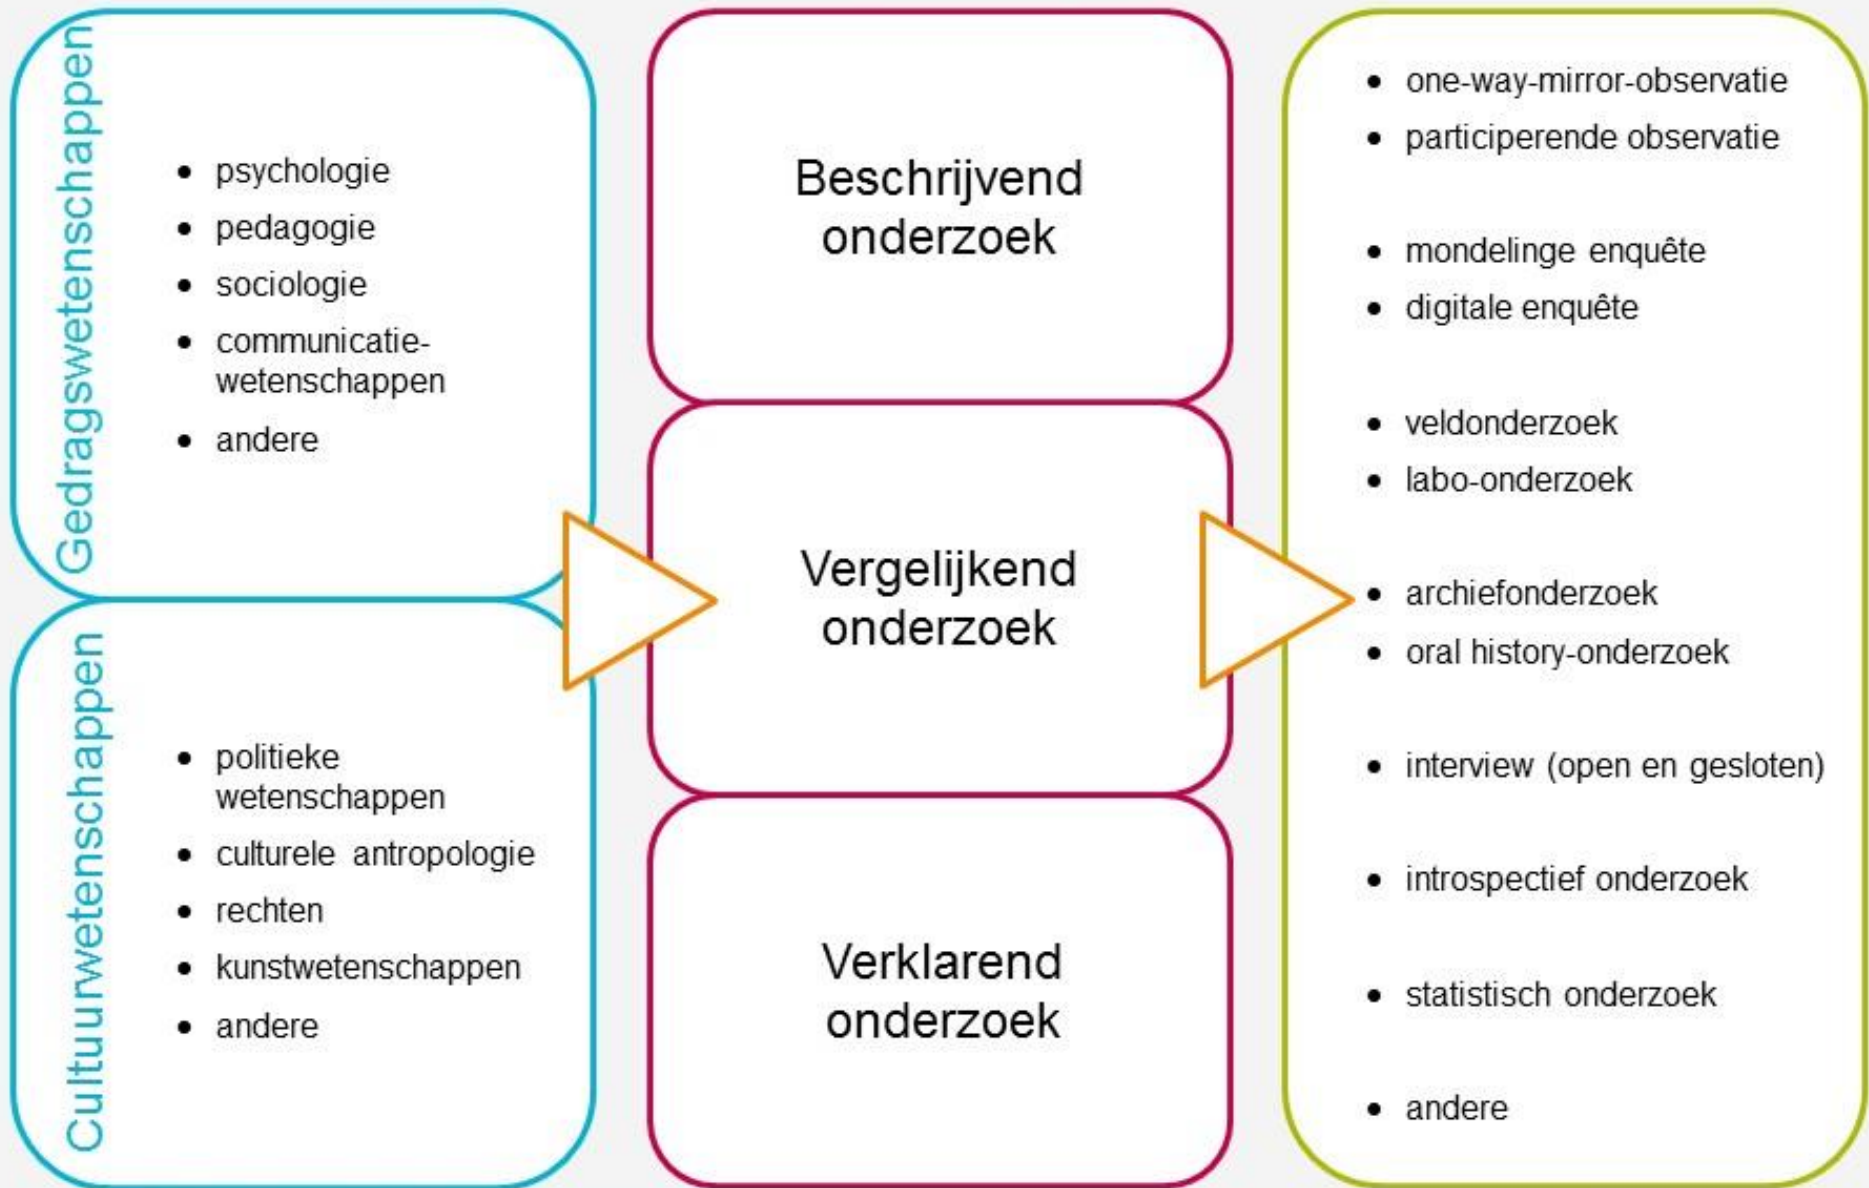 Gedragswetenschappen
• psychologie
• pedagogie
• sociologie
• communicatie-
wetenschappen
• andere
Cultuurwetenschappen
• politieke
wetenschappen
• culturele antropologie
• rechten
• kunstwetenschappen
• andere
Beschrijvend
onderzoek
Vergelijkend
onderzoek
Verklarend
onderzoek
• one-way-mirror-observatie
• participerende observatie
• mondelinge enquête
• digitale enquête
• veldonderzoek
• labo-onderzoek
• archiefonderzoek
• oral history-onderzoek
• interview (open en gesloten)
• introspectief onderzoek
• statistisch onderzoek
• andere